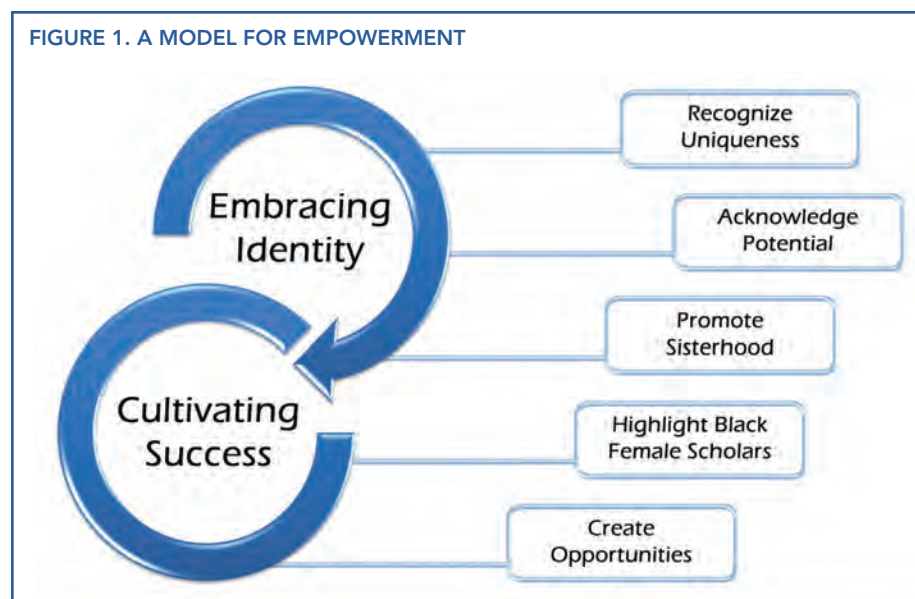 FIGURE 1. A MODEL FOR EMPOWERMENT
Embracing
Identity
Cultivating
Success
Recognize
Uniqueness
Acknowledge
Potential
Promote
Sisterhood
Highlight Black
Female Scholars
Create
Opportunities